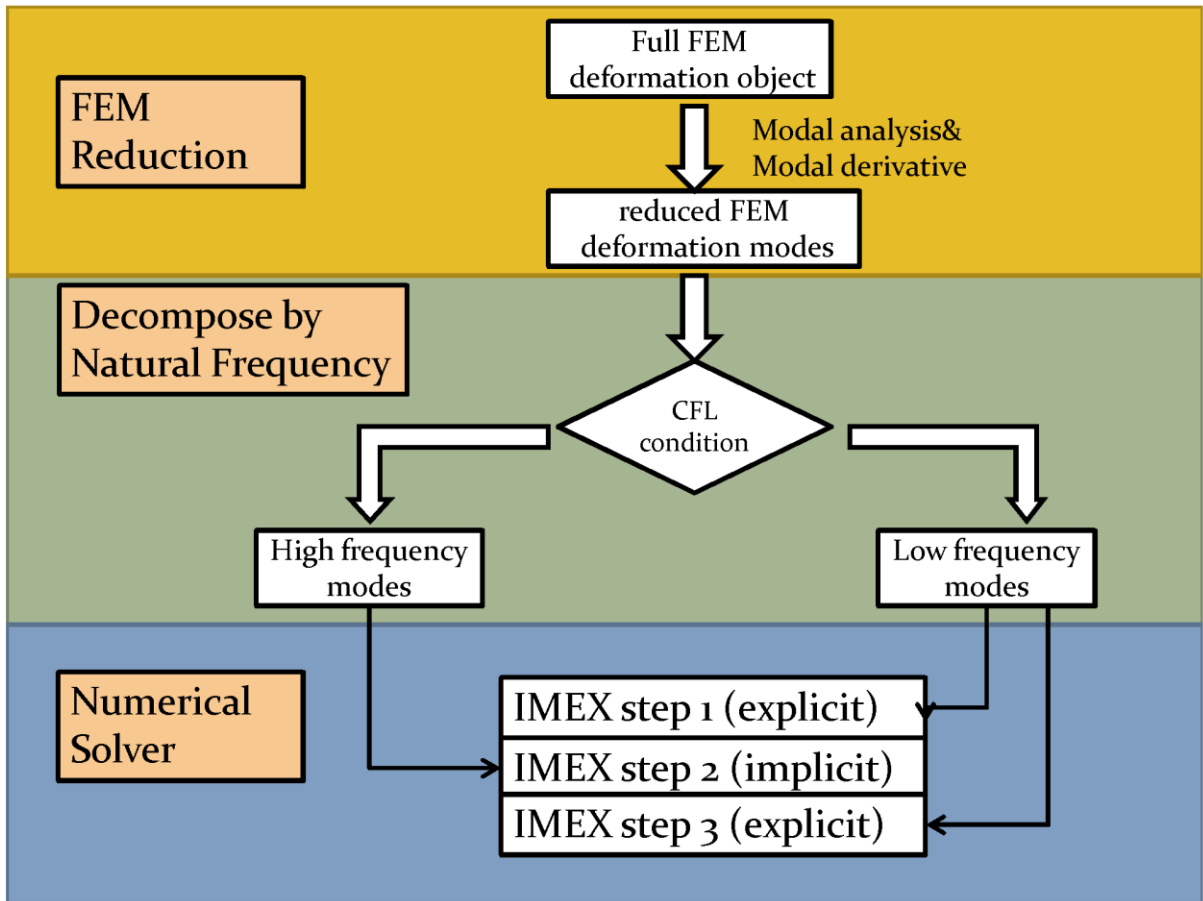 Full FEM
deformation object
FEM
Reduction
Modal analysis&
Modal derivative
reduced FEM
deformation modes
Decompose by
Natural Frequency
CFL
condition
High frequency
modes
Low frequency
modes
Numerical
Solver
IMEX step 1 (explicit)
IMEX step 2 (implicit)
IMEX step 3 (explicit)